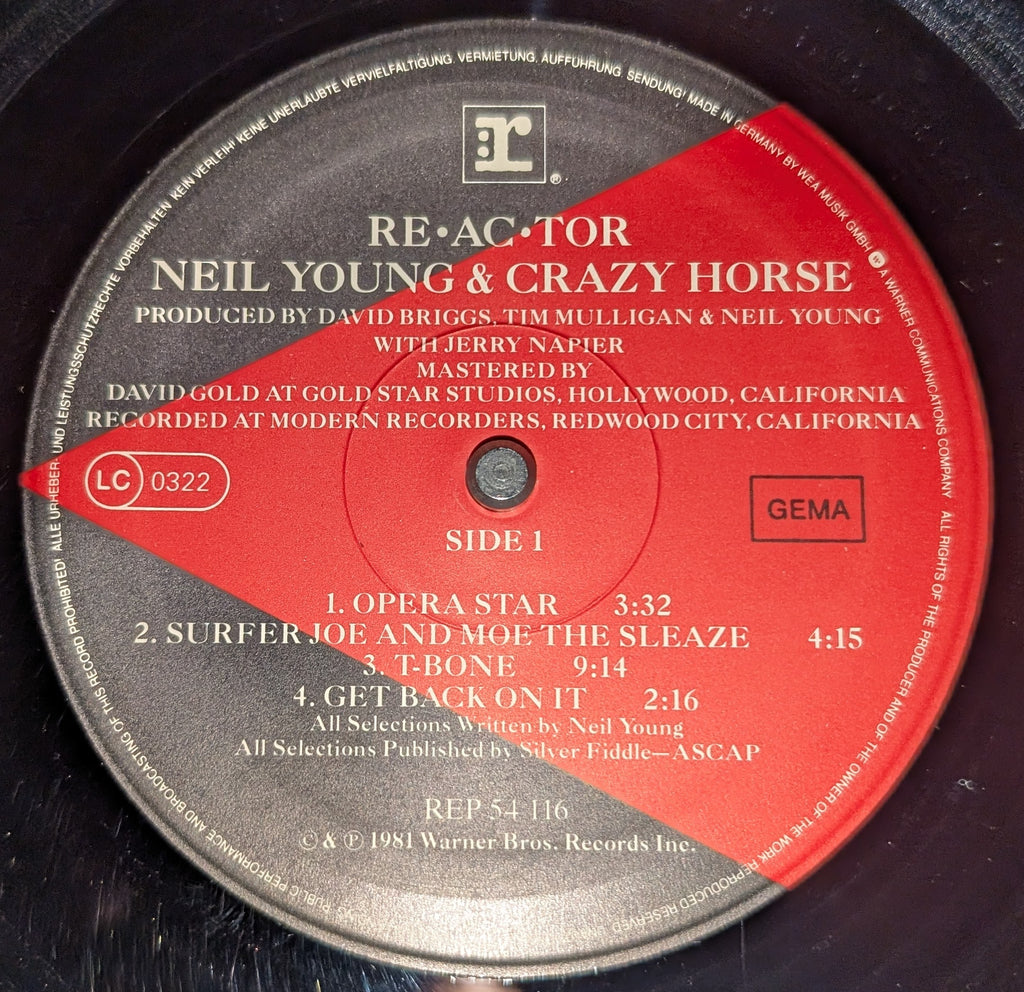 r
®
RE•AC•TOR
NEIL YOUNG & CRAZY HORSE
PRODUCED BY DAVID BRIGGS, TIM MULLIGAN & NEIL YOUNG
WITH JERRY NAPIER
MASTERED BY
DAVID GOLD AT GOLD STAR STUDIOS, HOLLYWOOD, CALIFORNIA
RECORDED AT MODERN RECORDERS, REDWOOD CITY, CALIFORNIA
LC 0322
GEMA
SIDE 1
1. OPERA STAR 3:32
2. SURFER JOE AND MOE THE SLEAZE 4:15
3. T-BONE 9:14
4. GET BACK ON IT 2:16
All Selections Written by Neil Young
All Selections Published by Silver Fiddle—ASCAP
REP 54 116
© & ℗ 1981 Warner Bros. Records Inc.
ALLE URHEBER- UND LEISTUNGSSCHUTZRECHTE VORBEHALTEN KEIN VERLEIH! KEINE UNERLAUBTE VERVIELFÄLTIGUNG, VERMIETUNG, AUFFÜHRUNG, SENDUNG! MADE IN GERMANY BY WEA MUSIK GMBH W A WARNER COMMUNICATIONS COMPANY ALL RIGHTS OF THE PRODUCER AND OF THE OWNER OF THE WORK REPRODUCED RESERVED PUBLIC PERFORMANCE AND BROADCASTING OF THIS RECORD PROHIBITED!